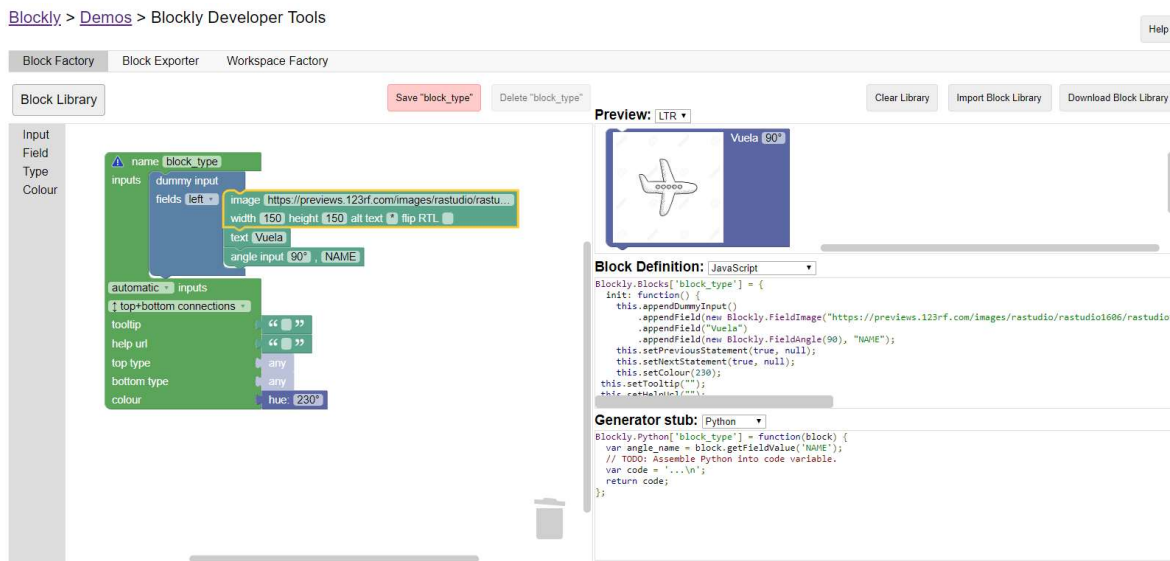 Blockly > Demos > Blockly Developer Tools
Help
Block Factory Block Exporter Workspace Factory
Block Library
Save "block_type"
Delete "block_type"
Clear Library
Import Block Library
Download Block Library
Preview: LTR
Input
Field
Type
Colour
name block_type
inputs dummy input
fields left image https://previews.123rf.com/images/rastudio/rastu...
width 150 height 150 alt text * flip RTL
text Vuela
angle input 90° , NAME
automatic inputs
↕ top+bottom connections
tooltip “ ”
help url “ ”
top type any
bottom type any
colour hue: 230°
Vuela 90°
Block Definition: JavaScript
Blockly.Blocks['block_type'] = {
init: function() {
this.appendDummyInput()
.appendField(new Blockly.FieldImage("https://previews.123rf.com/images/rastudio/rastudio1606/rastudio
.appendField("Vuela")
.appendField(new Blockly.FieldAngle(90), "NAME");
this.setPreviousStatement(true, null);
this.setNextStatement(true, null);
this.setColour(230);
this.setTooltip("");
this.setHelpUrl("");
Generator stub: Python
Blockly.Python['block_type'] = function(block) {
var angle_name = block.getFieldValue('NAME');
// TODO: Assemble Python into code variable.
var code = '...\n';
return code;
};